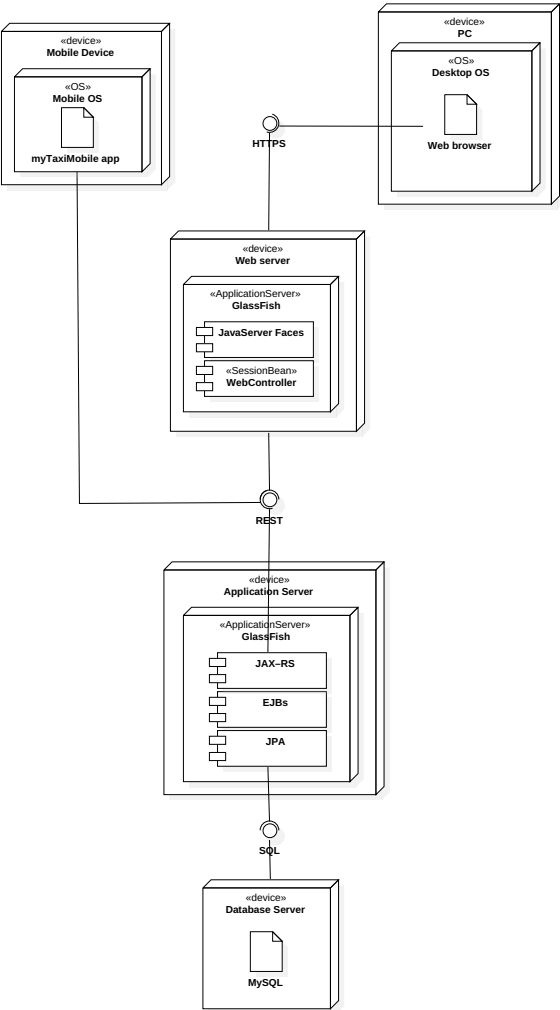 «device»
Mobile Device
«OS»
Mobile OS
myTaxiMobile app
«device»
PC
«OS»
Desktop OS
Web browser
HTTPS
«device»
Web server
«ApplicationServer»
GlassFish
JavaServer Faces
«SessionBean»
WebController
REST
«device»
Application Server
«ApplicationServer»
GlassFish
JAX–RS
EJBs
JPA
SQL
«device»
Database Server
MySQL